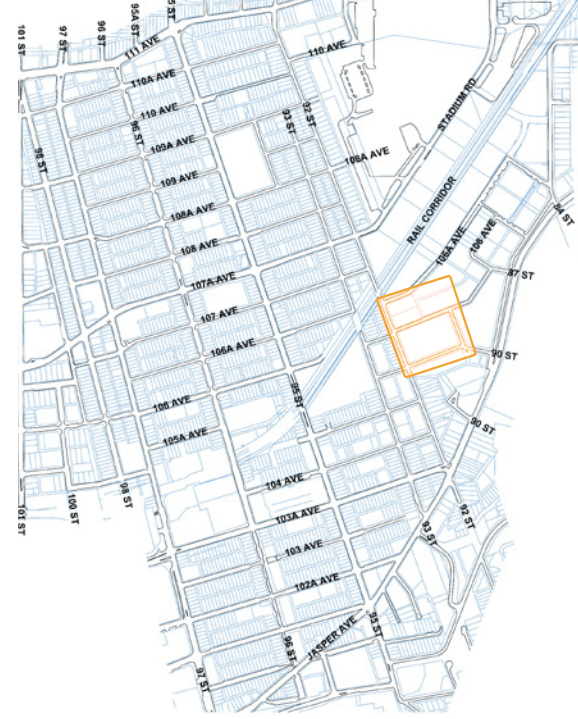 101 ST
97 ST
96 ST
95A ST
111 AVE
110 AVE
110A AVE
110 AVE
96 ST
98 ST
109A AVE
93 ST
92 ST
STADIUM RD
109 AVE
108A AVE
108A AVE
RAIL CORRIDOR
84 ST
108 AVE
106A AVE
106 AVE
107A AVE
87 ST
107 AVE
106A AVE
90 ST
106 AVE
95 ST
105A AVE
90 ST
98 ST
104 AVE
101 ST
100 ST
103A AVE
93 ST
92 ST
103 AVE
102A AVE
JASPER AVE
95 ST
96 ST
97 ST